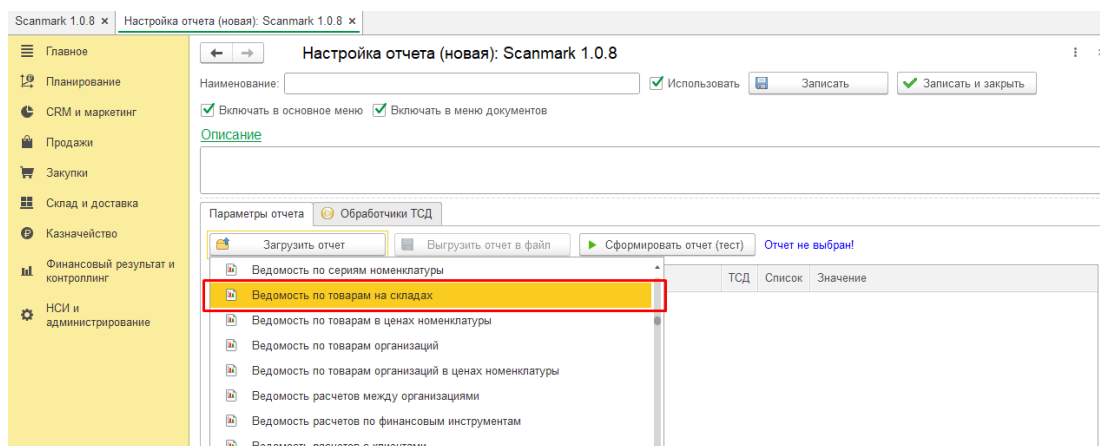 Scanmark 1.0.8 ×
Настройка отчета (новая): Scanmark 1.0.8 ×
Главное
Планирование
CRM и маркетинг
Продажи
Закупки
Склад и доставка
Казначейство
Финансовый результат и
контроллинг
НСИ и
администрирование
Настройка отчета (новая): Scanmark 1.0.8
Наименование:
Использовать
Записать
Записать и закрыть
Включать в основное меню
Включать в меню документов
Описание
Параметры отчета
Обработчики ТСД
Загрузить отчет
Выгрузить отчет в файл
Сформировать отчет (тест)
Отчет не выбран!
ТСД
Список
Значение
Ведомость по сериям номенклатуры
Ведомость по товарам на складах
Ведомость по товарам в ценах номенклатуры
Ведомость по товарам организаций
Ведомость по товарам организаций в ценах номенклатуры
Ведомость расчетов между организациями
Ведомость расчетов по финансовым инструментам
Ведомость расчетов с клиентами